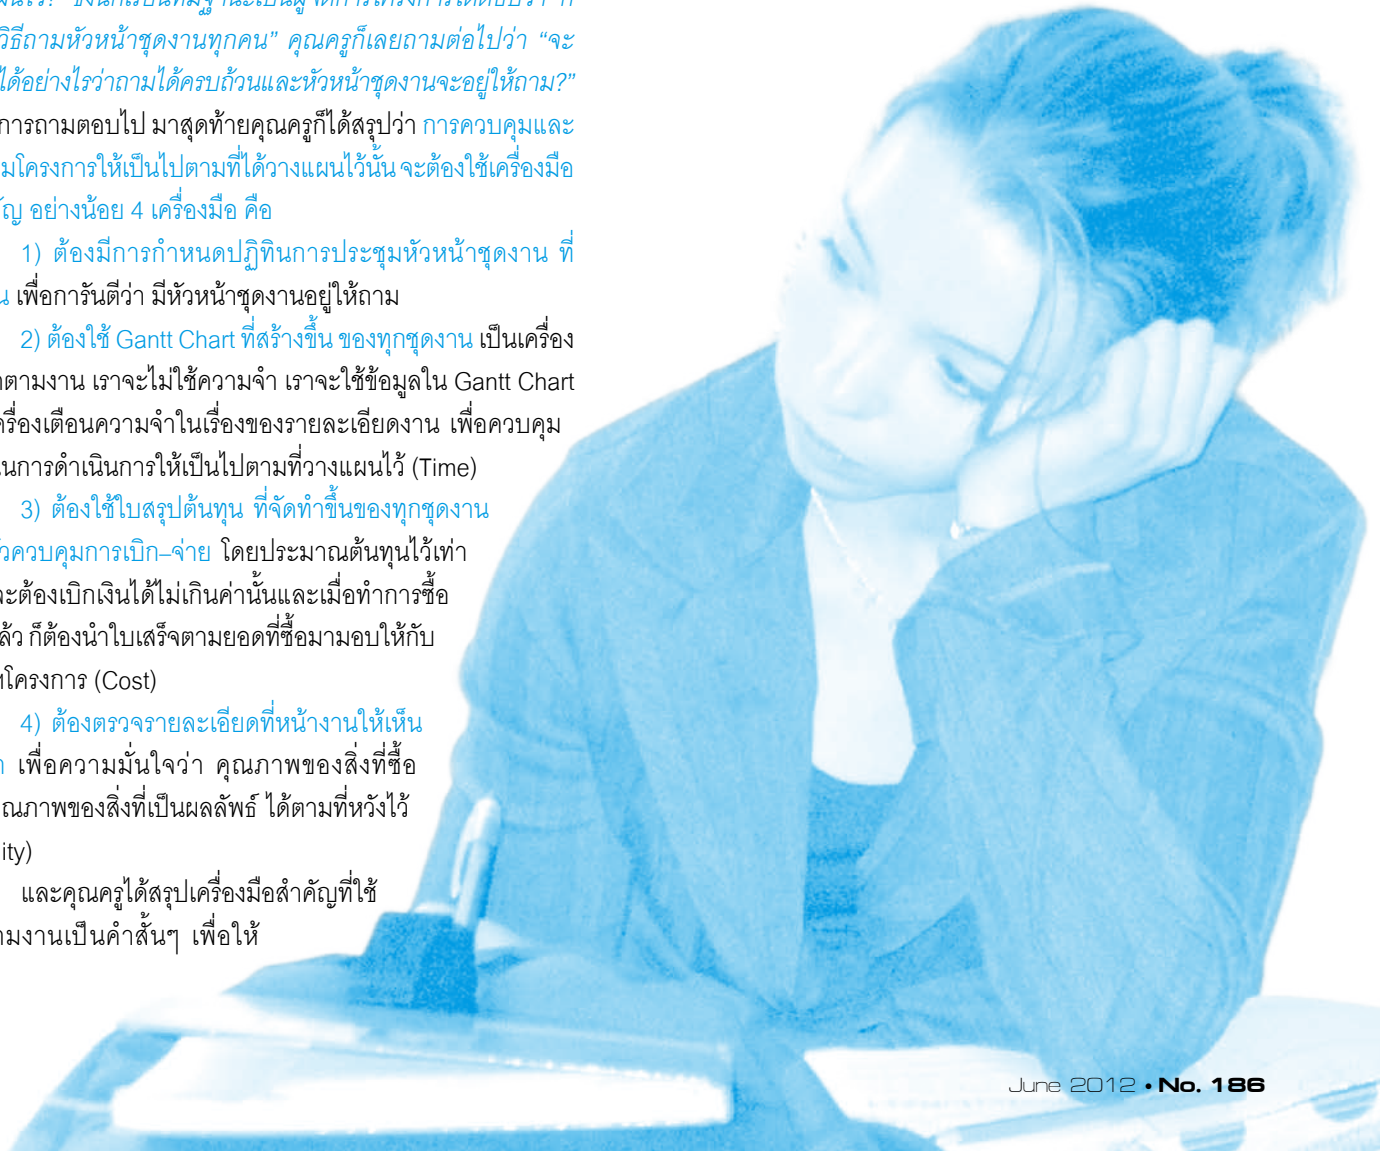 วิธีถามหัวหน้าชุดงานทุกคน” คุณครูก็เลยถามต่อไปว่า “จะ
ได้อย่างไรว่าถามได้ครบถ้วนและหัวหน้าชุดงานจะอยู่ให้ถาม?”
การถามตอบไป มาสุดท้ายคุณครูก็ได้สรุปว่า การควบคุมและ
มโครงการให้เป็นไปตามที่ได้วางแผนไว้นั้น จะต้องใช้เครื่องมือ
ัญ อย่างน้อย 4 เครื่องมือ คือ
1) ต้องมีการกำหนดปฏิทินการประชุมหัวหน้าชุดงาน ที่
น เพื่อการันตีว่า มีหัวหน้าชุดงานอยู่ให้ถาม
2) ต้องใช้ Gantt Chart ที่สร้างขึ้น ของทุกชุดงาน เป็นเครื่อง
ตามงาน เราจะไม่ใช้ความจำ เราจะใช้ข้อมูลใน Gantt Chart
ครื่องเตือนความจำในเรื่องของรายละเอียดงาน เพื่อควบคุม
นการดำเนินการให้เป็นไปตามที่วางแผนไว้ (Time)
3) ต้องใช้ใบสรุปต้นทุน ที่จัดทำขึ้นของทุกชุดงาน
ัวควบคุมการเบิก–จ่าย โดยประมาณต้นทุนไว้เท่า
จะต้องเบิกเงินได้ไม่เกินค่านั้นและเมื่อทำการซื้อ
ล้ว ก็ต้องนำใบเสร็จตามยอดที่ซื้อมามอบให้กับ
โครงการ (Cost)
4) ต้องตรวจรายละเอียดที่หน้างานให้เห็น
า เพื่อความมั่นใจว่า คุณภาพของสิ่งที่ซื้อ
ุณภาพของสิ่งที่เป็นผลลัพธ์ ได้ตามที่หวังไว้
ity)
และคุณครูได้สรุปเครื่องมือสำคัญที่ใช้
ามงานเป็นคำสั้นๆ เพื่อให้
June 2012 • No. 186